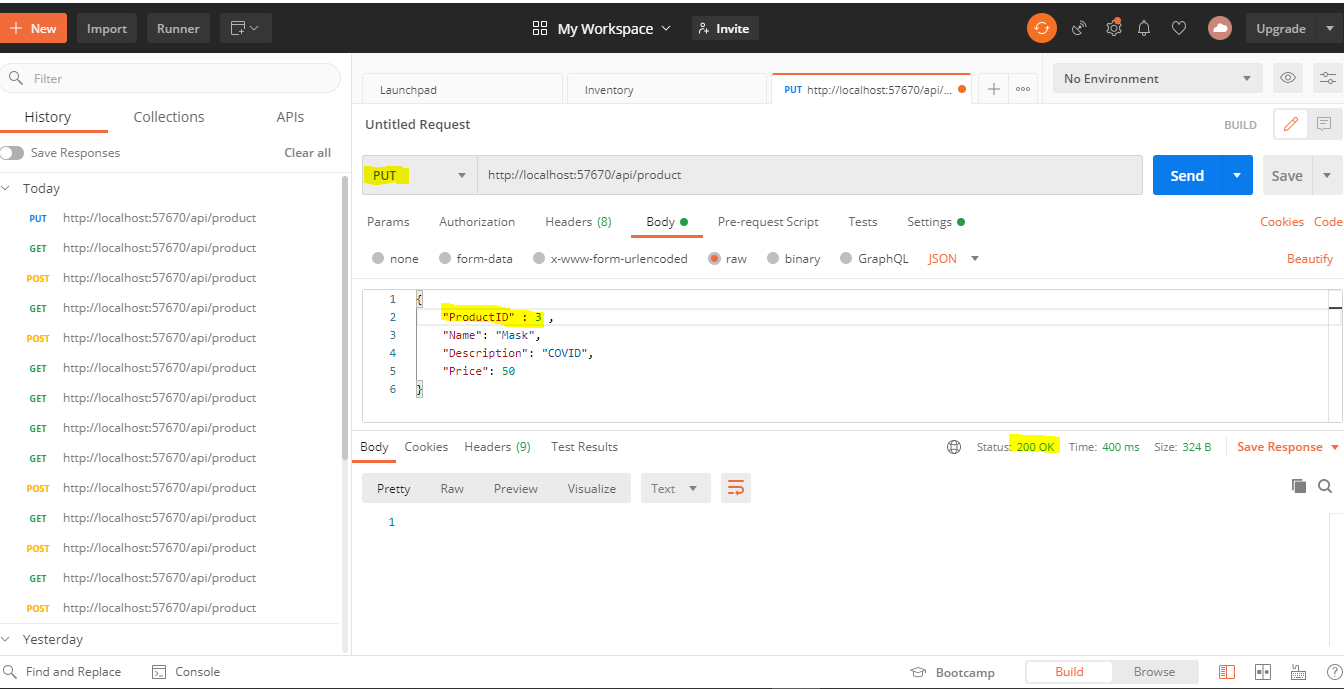 + New Import Runner My Workspace Invite Upgrade
Filter
History Collections APIs
Save Responses Clear all
Today
PUT http://localhost:57670/api/product
GET http://localhost:57670/api/product
POST http://localhost:57670/api/product
GET http://localhost:57670/api/product
POST http://localhost:57670/api/product
GET http://localhost:57670/api/product
GET http://localhost:57670/api/product
GET http://localhost:57670/api/product
GET http://localhost:57670/api/product
POST http://localhost:57670/api/product
GET http://localhost:57670/api/product
POST http://localhost:57670/api/product
GET http://localhost:57670/api/product
POST http://localhost:57670/api/product
Yesterday
Launchpad Inventory PUT http://localhost:57670/api/... + ooo No Environment
Untitled Request BUILD
PUT http://localhost:57670/api/product Send Save
Params Authorization Headers (8) Body Pre-request Script Tests Settings Cookies Code
none form-data x-www-form-urlencoded raw binary GraphQL JSON Beautify
1 {
2 "ProductID" : 3 ,
3 "Name": "Mask",
4 "Description": "COVID",
5 "Price": 50
6 }
Body Cookies Headers (9) Test Results Status: 200 OK Time: 400 ms Size: 324 B Save Response
Pretty Raw Preview Visualize Text
1
Find and Replace Console Bootcamp Build Browse ?